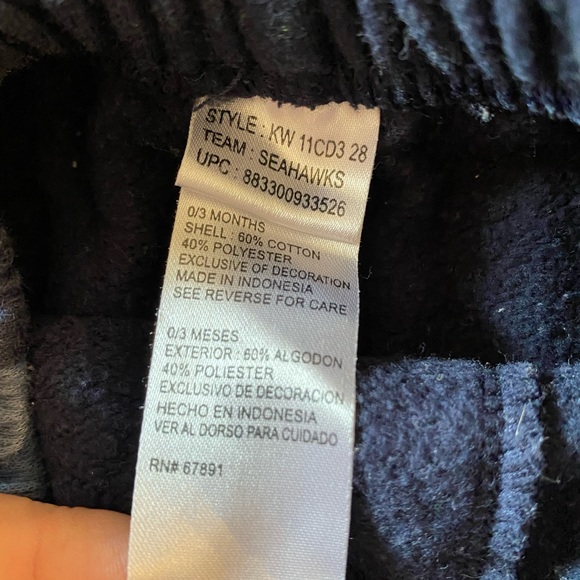 STYLE : KW 11CD3 28
TEAM : SEAHAWKS
UPC : 883300933526
0/3 MONTHS
SHELL : 60% COTTON
40% POLYESTER
EXCLUSIVE OF DECORATION
MADE IN INDONESIA
SEE REVERSE FOR CARE
0/3 MESES
EXTERIOR : 60% ALGODON
40% POLIESTER
EXCLUSIVO DE DECORACION
HECHO EN INDONESIA
VER AL DORSO PARA CUIDADO
RN# 67891